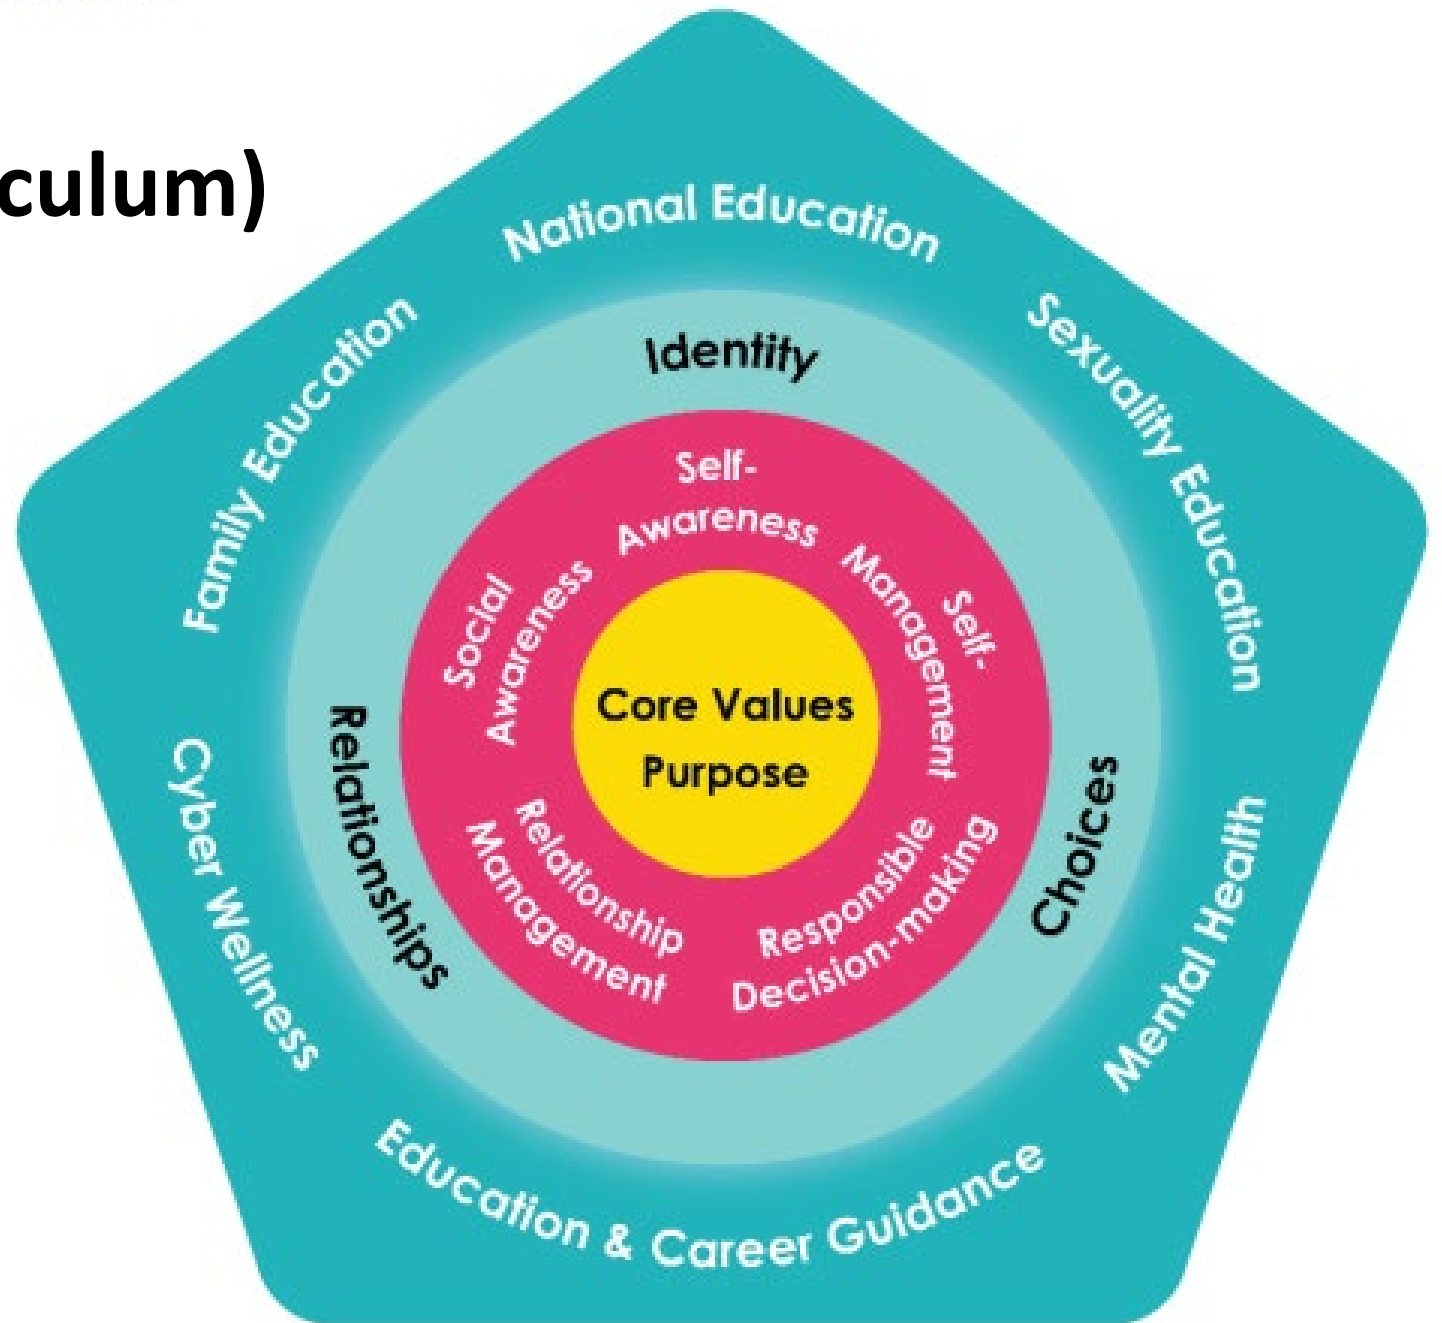 culum)
National Education
Family Education
Sexuality Education
Identity
Self-
Awareness
Social
Awareness
Self-
Management
Core Values
Purpose
Relationships
Choices
Relationship
Management
Responsible
Decision-making
Cyber Wellness
Mental Health
Education & Career Guidance